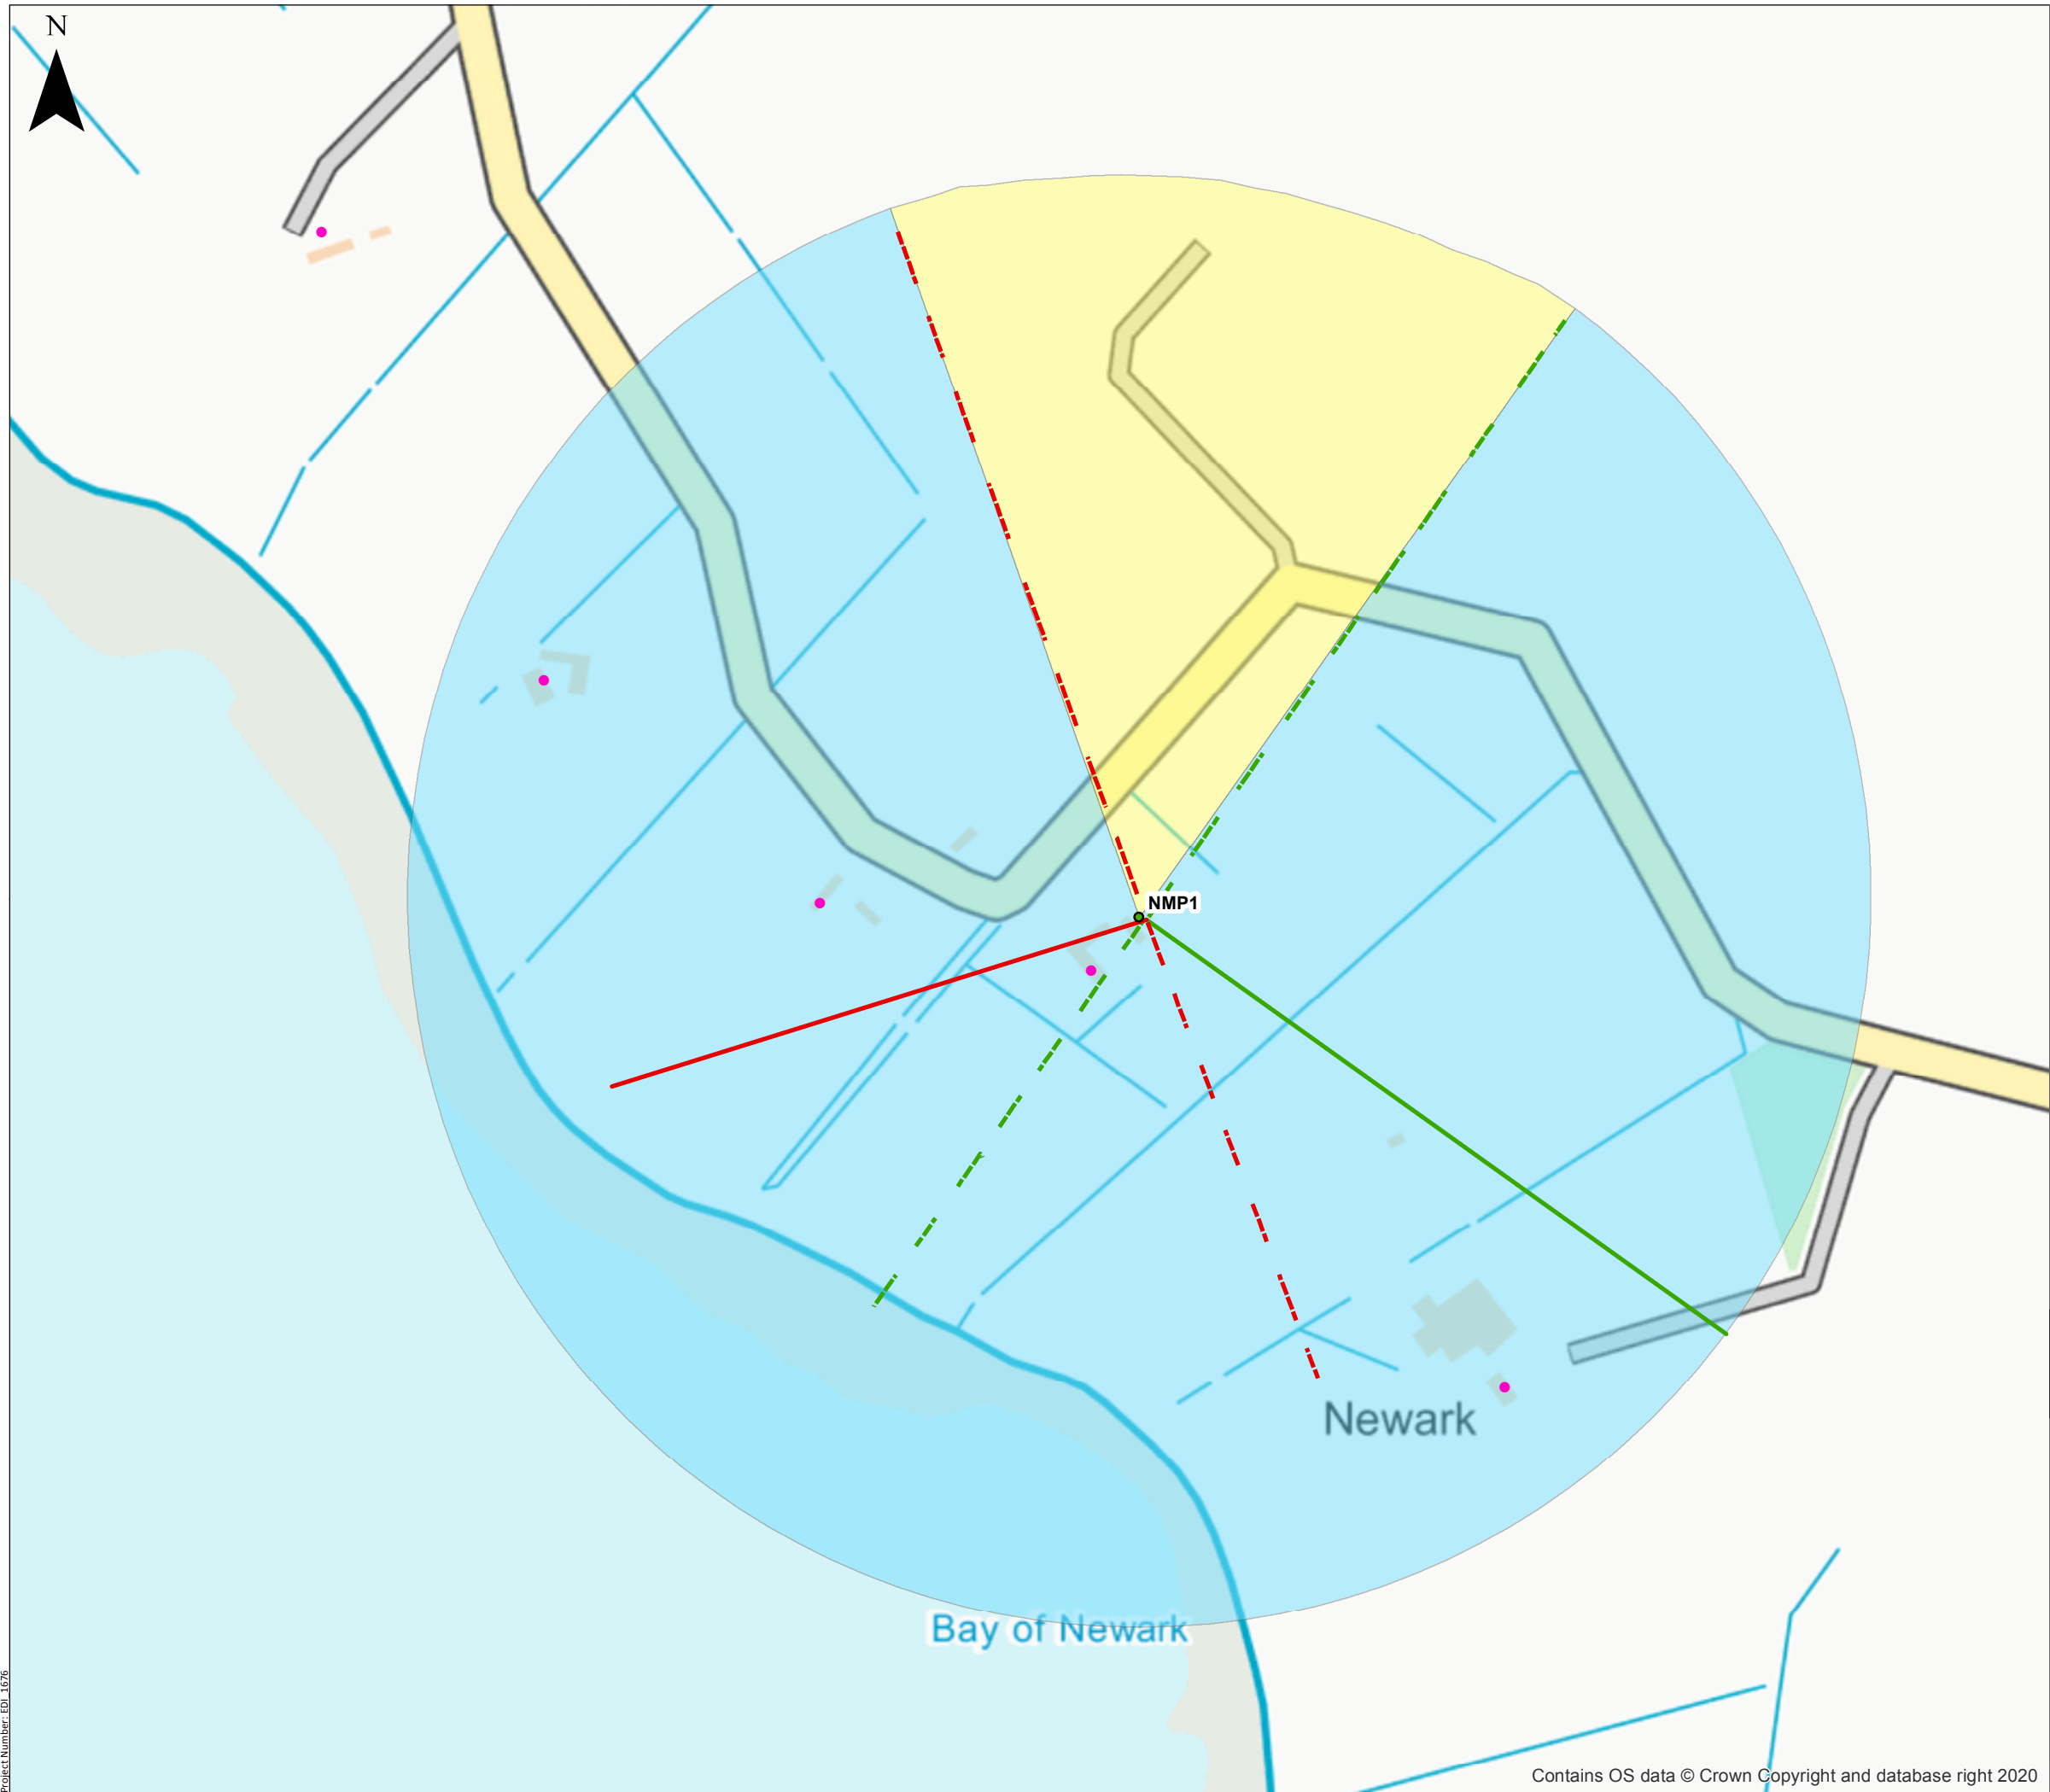 N
NMP1
Newark
Bay of Newark
Project Number: EDI_1676
Contains OS data © Crown Copyright and database right 2020